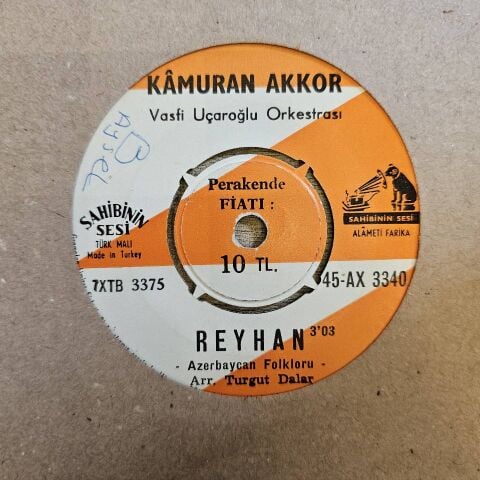 KÂMURAN AKKOR
Vasfi Uçaroğlu Orkestrası
Aysel
Perakende
FİATI :
SAHİBİNİN
SESİ
TÜRK MALI
Made in Turkey
SAHİBİNİN SESİ
ALÂMETİ FARİKA
10 TL.
7XTB 3375
45-AX 3340
REYHAN 3'03
- Azerbaycan Folkloru -
Arr. Turgut Dalar